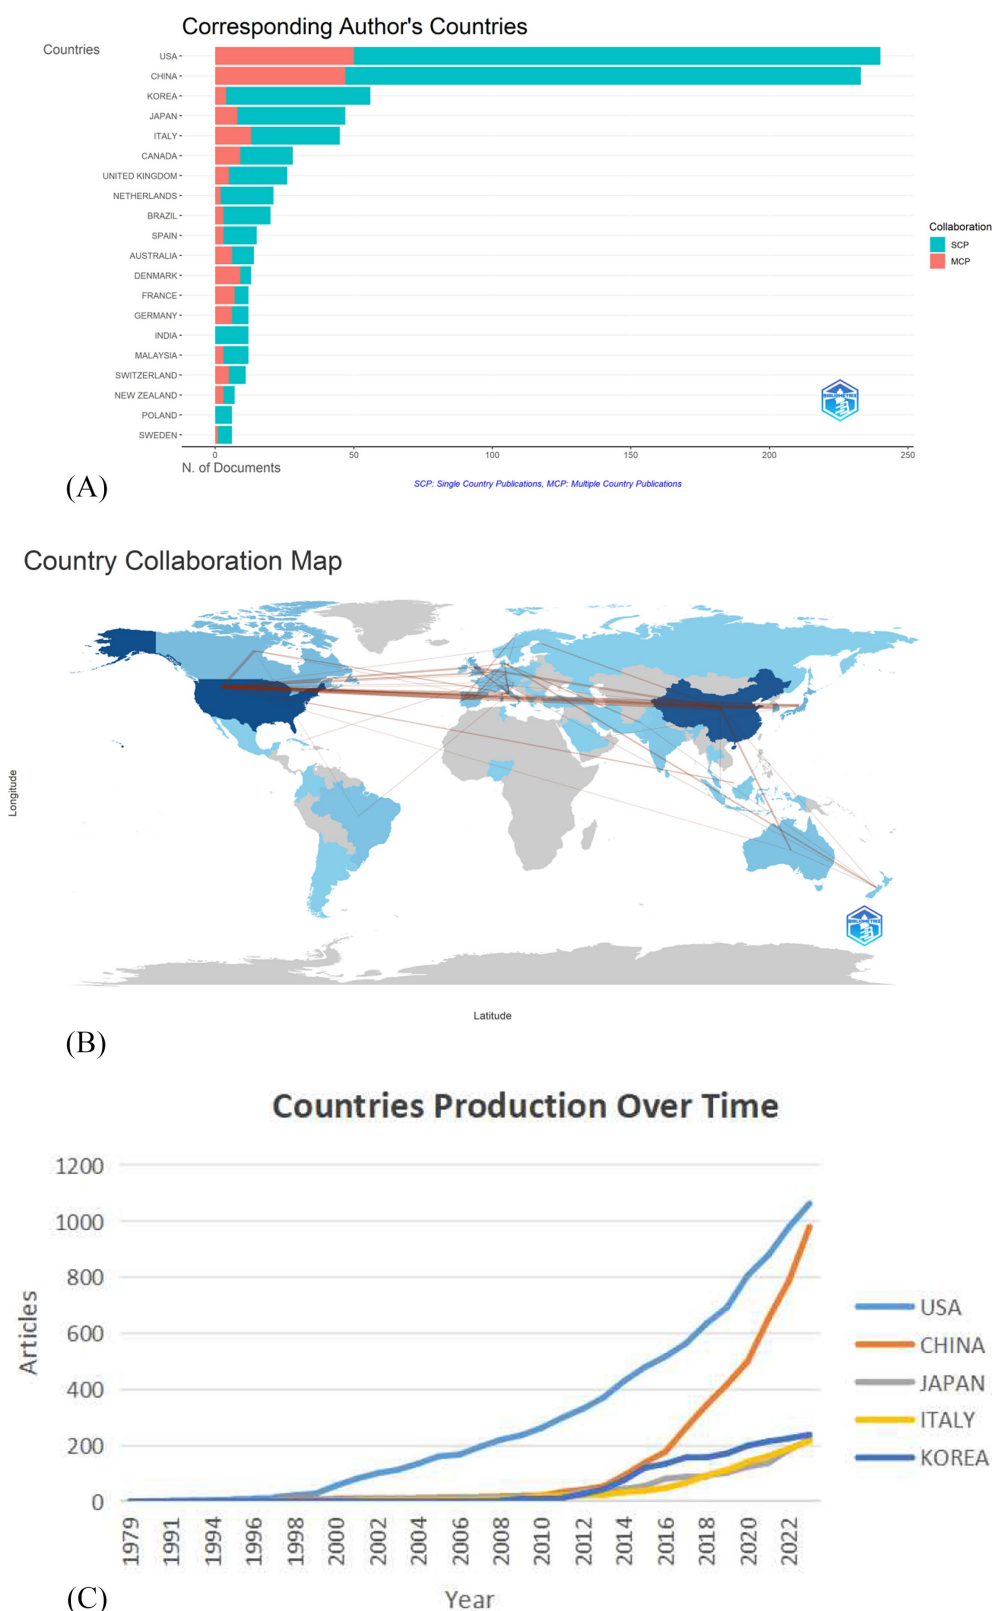 Corresponding Author's Countries
Countries
USA
CHINA
KOREA
JAPAN
ITALY
CANADA
UNITED KINGDOM
NETHERLANDS
BRAZIL
SPAIN
AUSTRALIA
DENMARK
FRANCE
GERMANY
INDIA
MALAYSIA
SWITZERLAND
NEW ZEALAND
POLAND
SWEDEN
Collaboration
SCP
MCP
BIBLIOMETRIX
0 50 100 150 200 250
N. of Documents
SCP: Single Country Publications, MCP: Multiple Country Publications
(A)
Country Collaboration Map
Longitude
BIBLIOMETRIX
Latitude
(B)
Countries Production Over Time
1200
1000
800
600
400
200
0
Articles
1979 1991 1994 1996 1998 2000 2002 2004 2006 2008 2010 2012 2014 2016 2018 2020 2022
Year
USA
CHINA
JAPAN
ITALY
KOREA
(C)